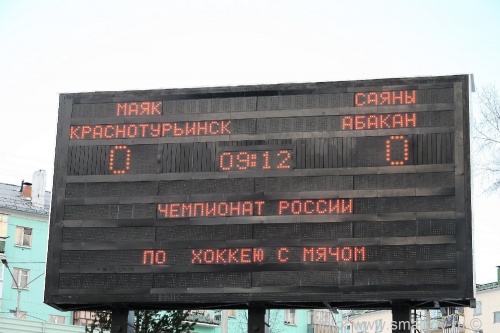 МАЯК САЯНЫ
КРАСНОТУРЬИНСК АБАКАН
0 09:12 0
ЧЕМПИОНАТ РОССИИ
ПО ХОККЕЮ С МЯЧОМ